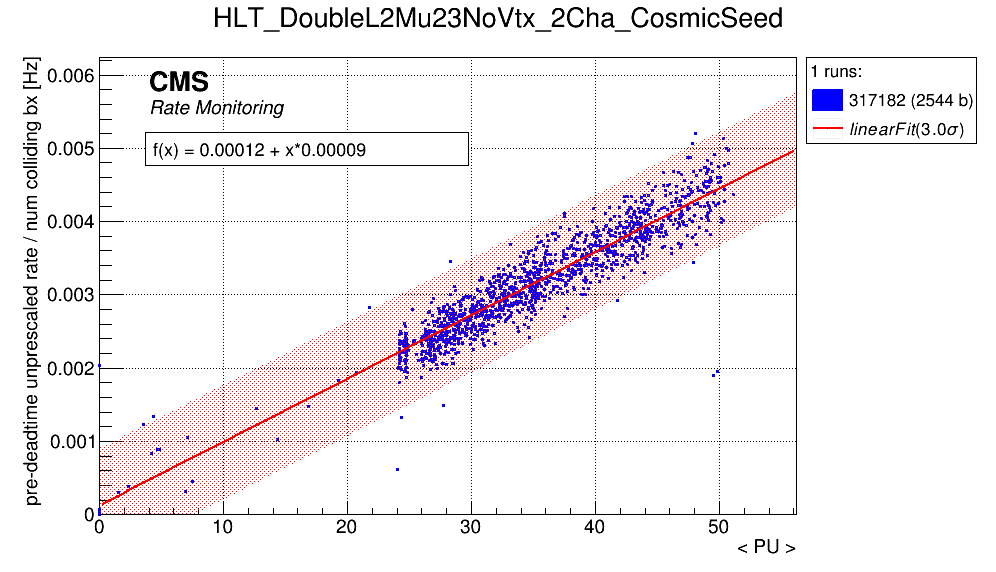 HLT_DoubleL2Mu23NoVtx_2Cha_CosmicSeed
pre-deadtime unprescaled rate / num colliding bx [Hz]
0.006
0.005
0.004
0.003
0.002
0.001
0
CMS
Rate Monitoring
f(x) = 0.00012 + x*0.00009
1 runs:
317182 (2544 b)
linearFit(3.0σ)
0 10 20 30 40 50
< PU >